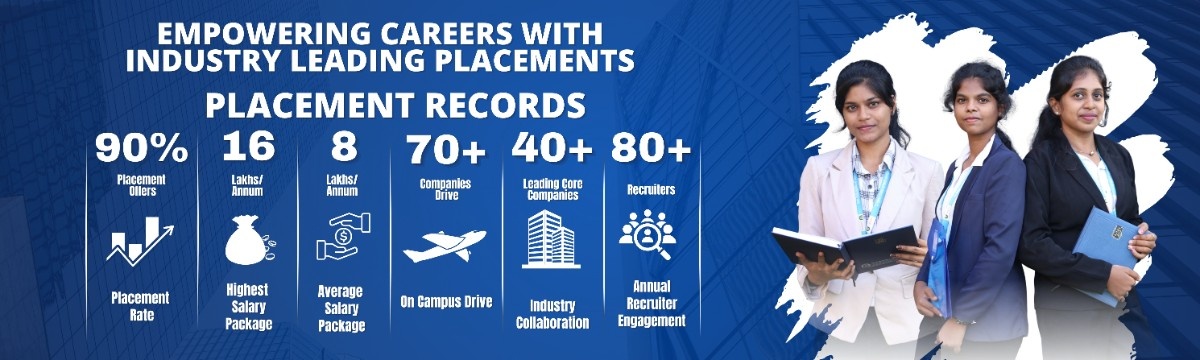 EMPOWERING CAREERS WITH
INDUSTRY LEADING PLACEMENTS
PLACEMENT RECORDS
90%
Placement
Offers
Placement
Rate
16
Lakhs/
Annum
Highest
Salary
Package
8
Lakhs/
Annum
Average
Salary
Package
70+
Companies
Drive
On Campus Drive
40+
Leading Core
Companies
Industry
Collaboration
80+
Recruiters
Annual
Recruiter
Engagement